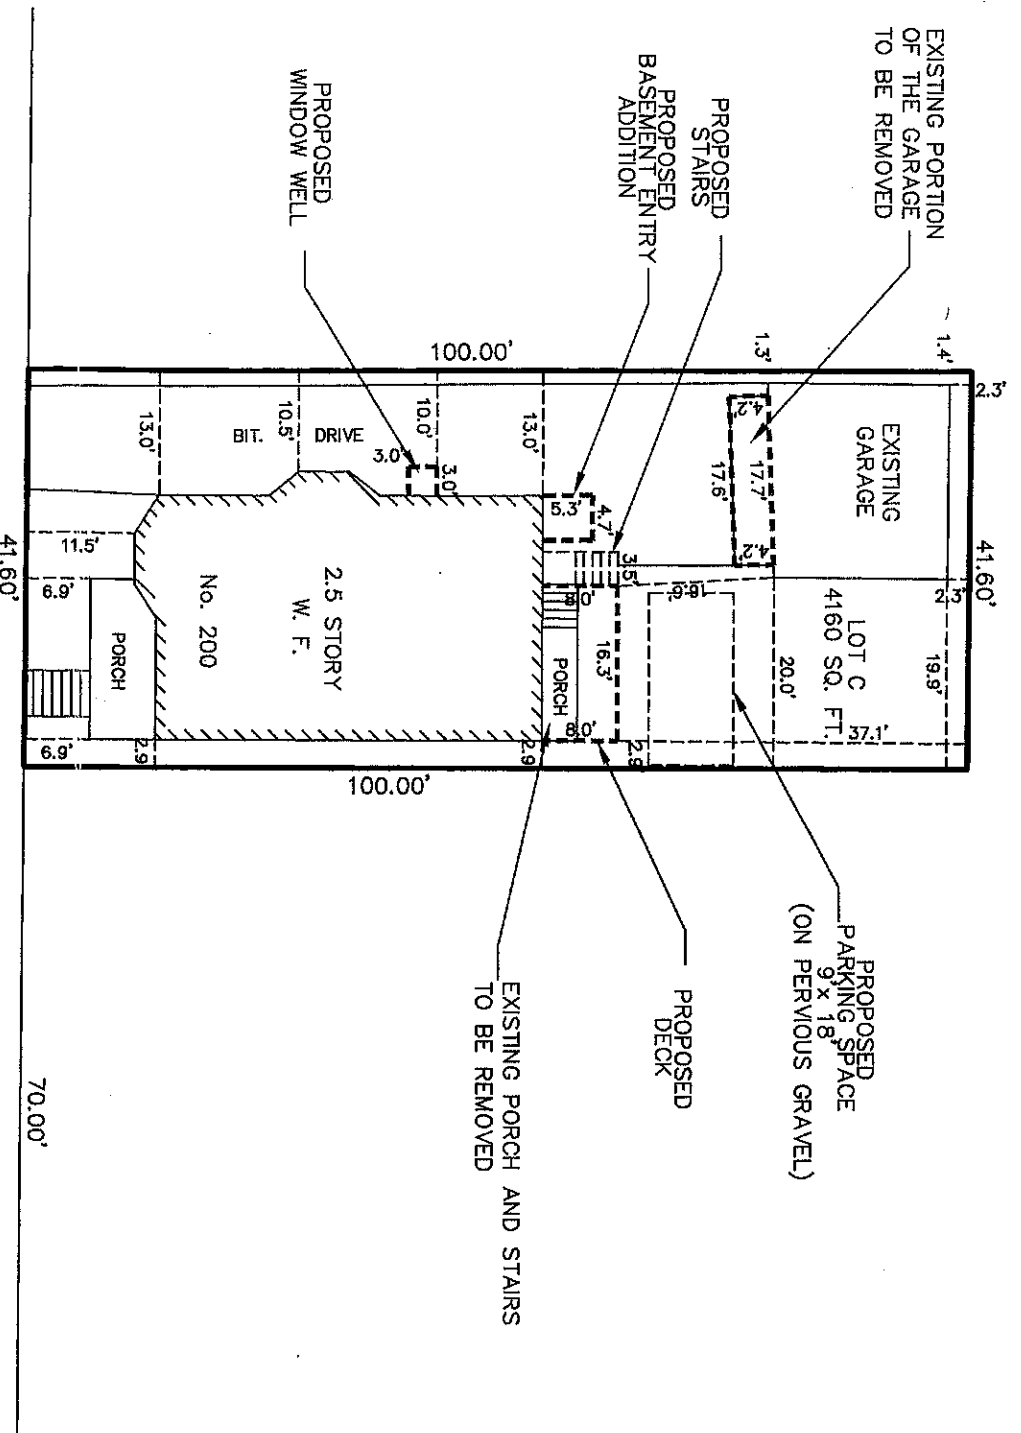 EXISTING PORTION
OF THE GARAGE
TO BE REMOVED
PROPOSED
STAIRS
PROPOSED
BASEMENT ENTRY
ADDITION
PROPOSED
WINDOW WELL
1.4'
2.3'
1.3'
4.2'
17.7'
17.6'
4.2'
EXISTING
GARAGE
41.60'
2.3'
19.9'
LOT C
4160 SQ. FT.
37.1'
20.0'
100.00'
13.0'
10.0'
10.5'
13.0'
BIT. DRIVE
3.0'
3.0'
5.3'
4.7'
3.5'
8.0'
16.3'
8.0'
PORCH
2.9'
2.9'
2.5 STORY
W. F.
No. 200
11.5'
6.9'
PORCH
6.9'
2.9'
41.60'
100.00'
PROPOSED
PARKING SPACE
9' x 18'
(ON PERVIOUS GRAVEL)
PROPOSED
DECK
EXISTING PORCH AND STAIRS
TO BE REMOVED
70.00'